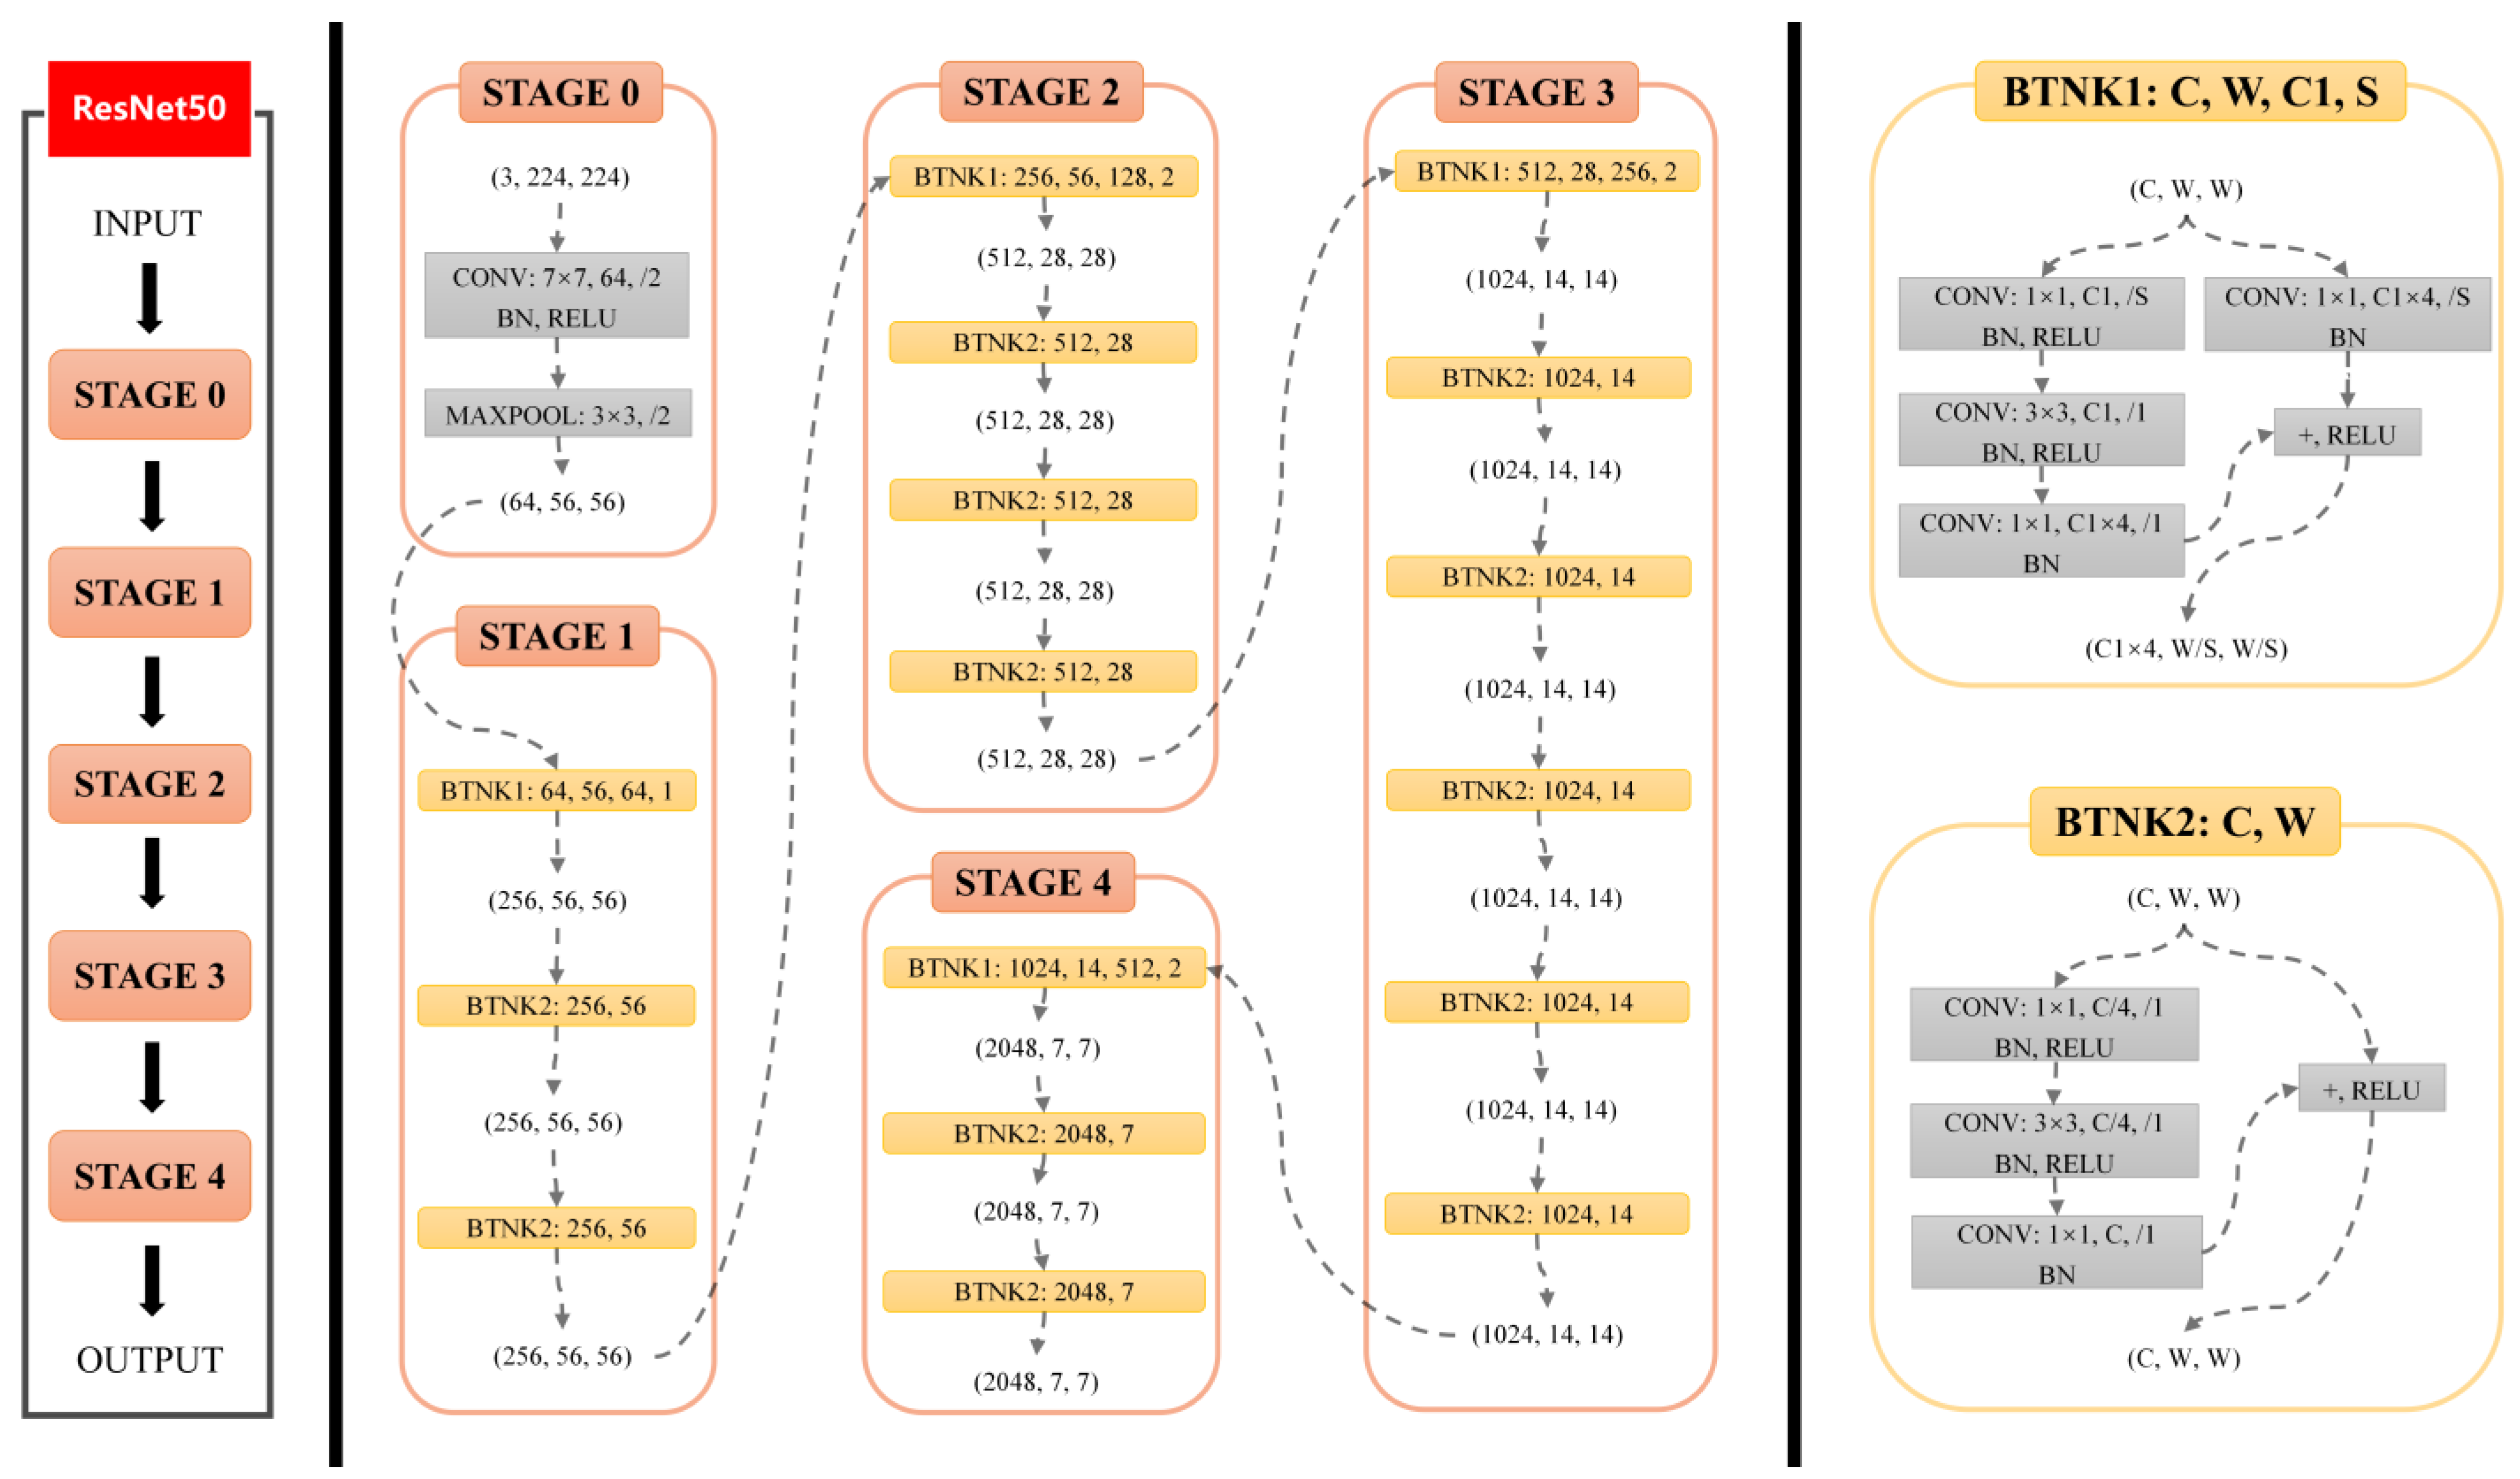 ResNet50
INPUT
STAGE 0
STAGE 1
STAGE 2
STAGE 3
STAGE 4
OUTPUT
STAGE 0
(3, 224, 224)
CONV: 7×7, 64, /2
BN, RELU
MAXPOOL: 3×3, /2
(64, 56, 56)
STAGE 1
BTNK1: 64, 56, 64, 1
(256, 56, 56)
BTNK2: 256, 56
(256, 56, 56)
BTNK2: 256, 56
(256, 56, 56)
STAGE 2
BTNK1: 256, 56, 128, 2
(512, 28, 28)
BTNK2: 512, 28
(512, 28, 28)
BTNK2: 512, 28
(512, 28, 28)
BTNK2: 512, 28
(512, 28, 28)
STAGE 3
BTNK1: 512, 28, 256, 2
(1024, 14, 14)
BTNK2: 1024, 14
(1024, 14, 14)
BTNK2: 1024, 14
(1024, 14, 14)
BTNK2: 1024, 14
(1024, 14, 14)
BTNK2: 1024, 14
(1024, 14, 14)
BTNK2: 1024, 14
(1024, 14, 14)
STAGE 4
BTNK1: 1024, 14, 512, 2
(2048, 7, 7)
BTNK2: 2048, 7
(2048, 7, 7)
BTNK2: 2048, 7
(2048, 7, 7)
BTNK1: C, W, C1, S
(C, W, W)
CONV: 1×1, C1, /S
BN, RELU
CONV: 3×3, C1, /1
BN, RELU
CONV: 1×1, C1×4, /1
BN
CONV: 1×1, C1×4, /S
BN
+, RELU
(C1×4, W/S, W/S)
BTNK2: C, W
(C, W, W)
CONV: 1×1, C/4, /1
BN, RELU
CONV: 3×3, C/4, /1
BN, RELU
CONV: 1×1, C, /1
BN
+, RELU
(C, W, W)